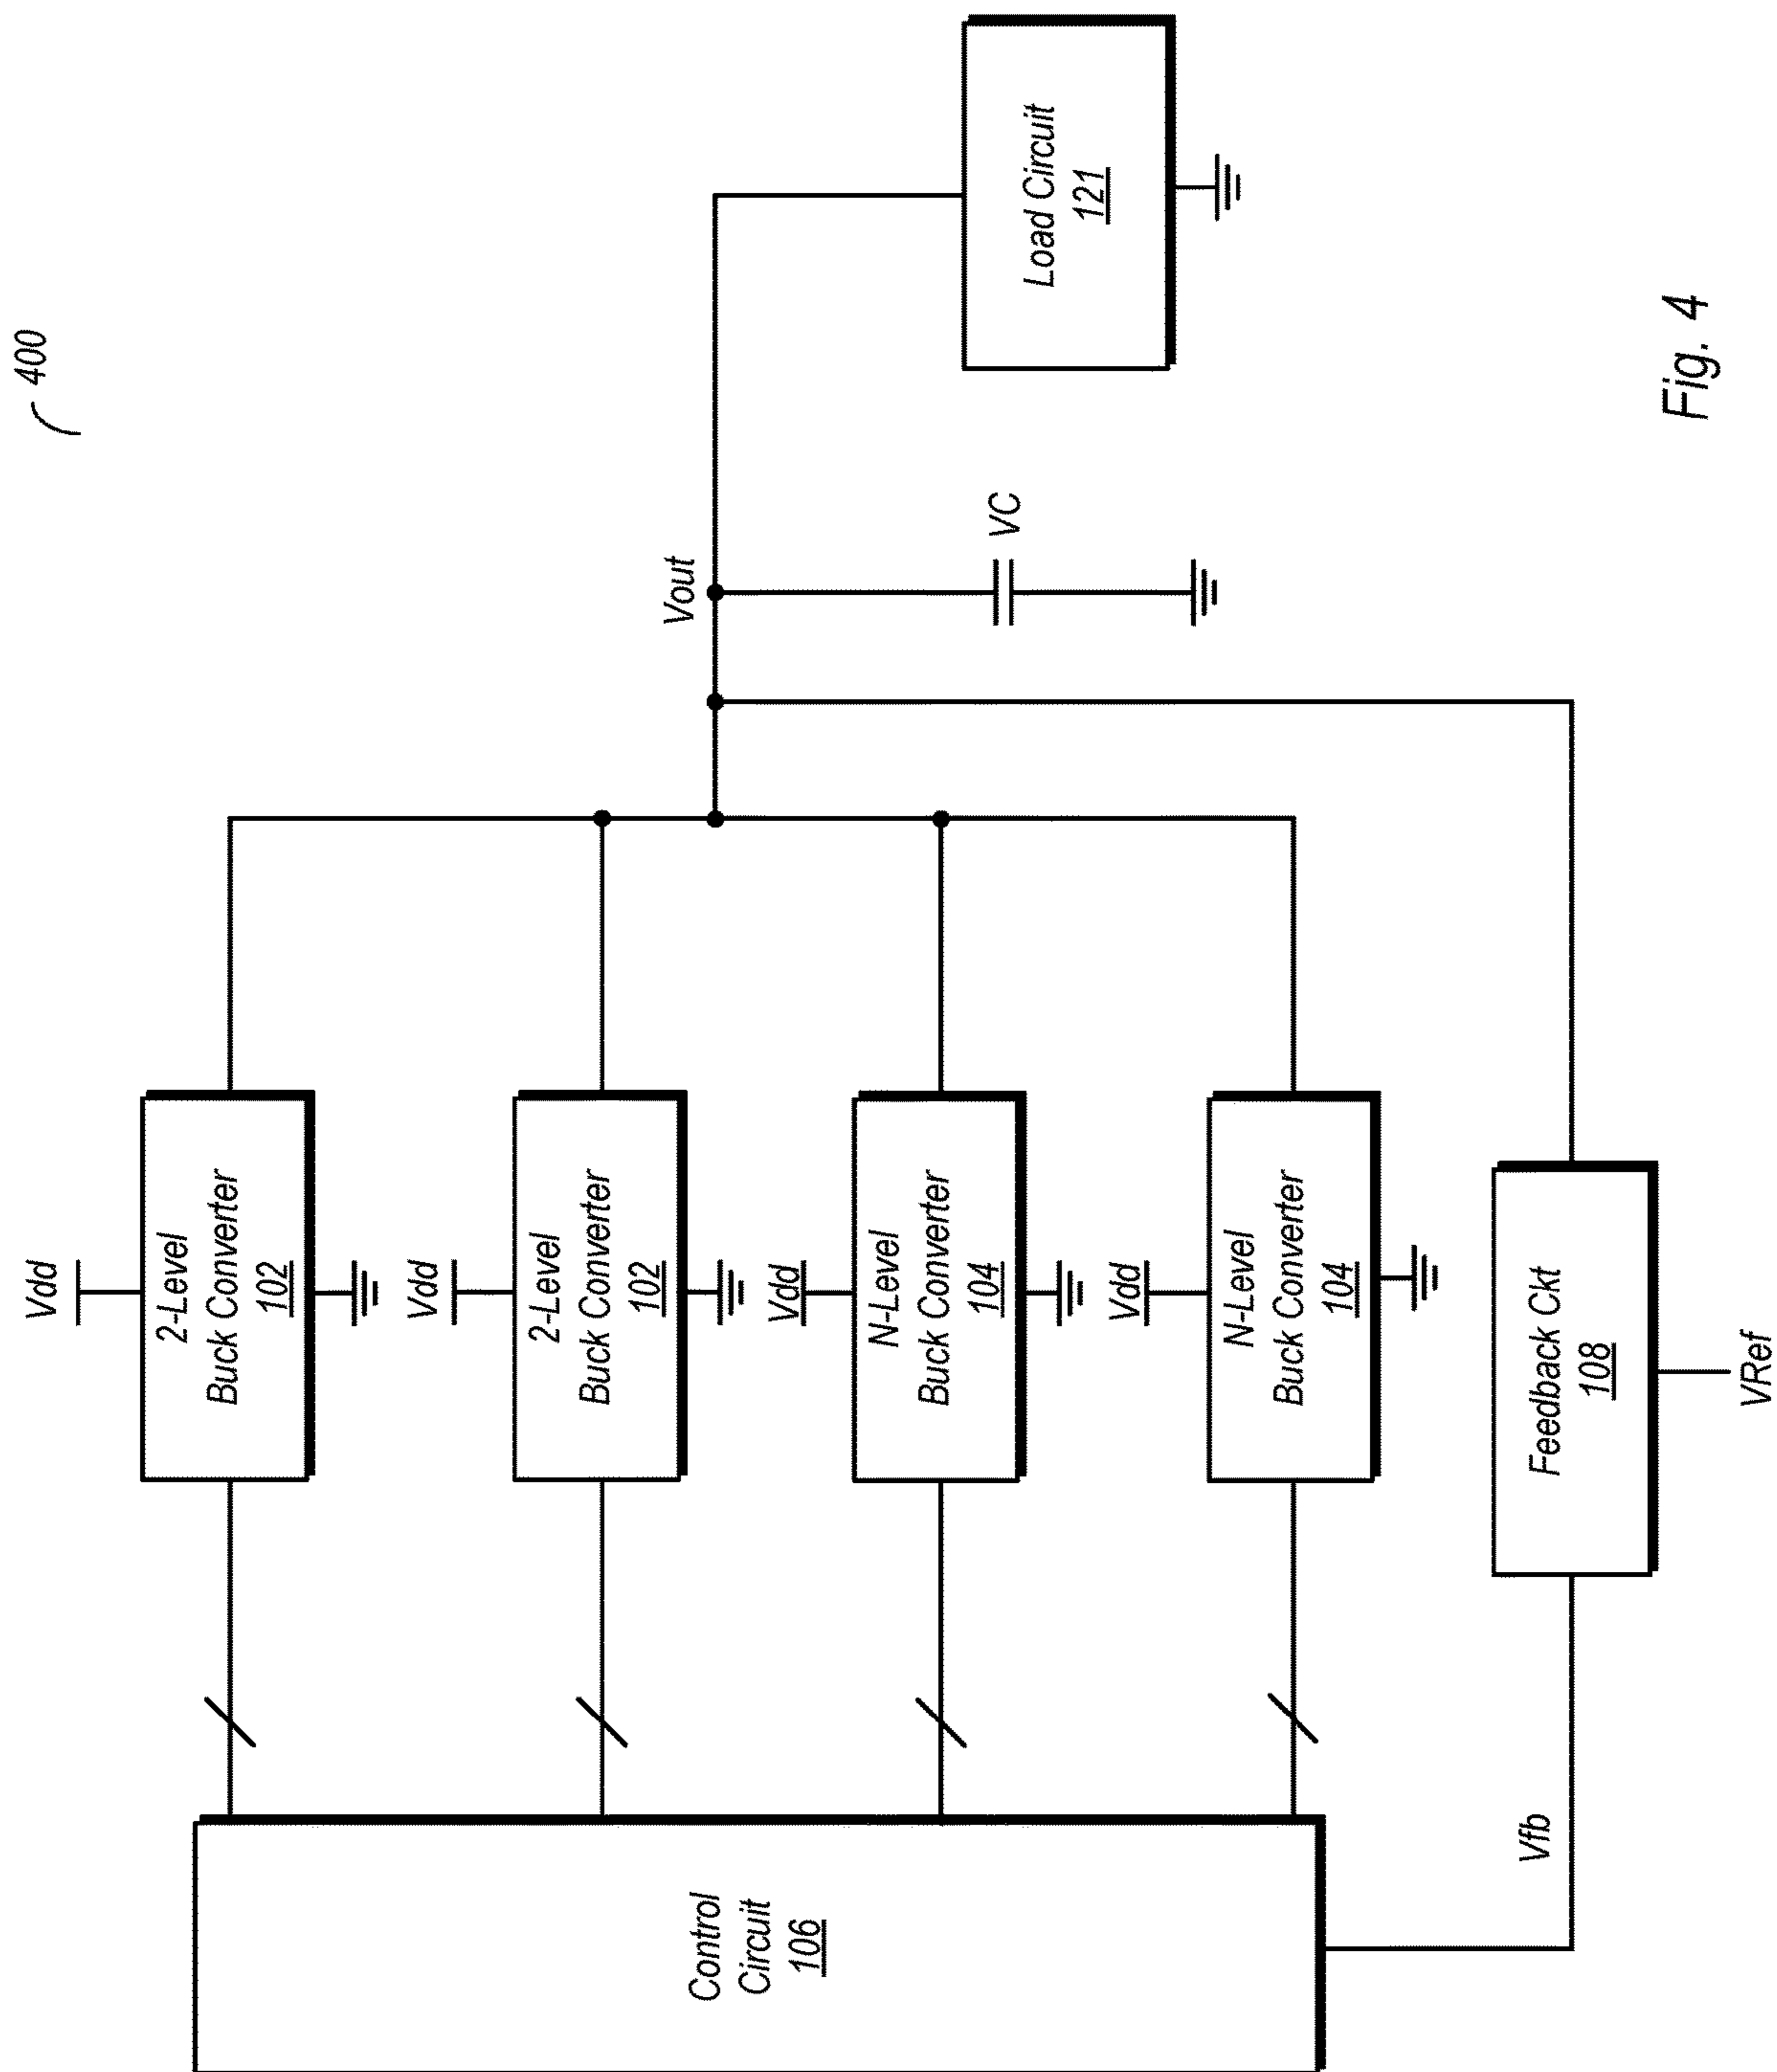 400
Vdd
2-Level
Buck Converter
102
Vdd
2-Level
Buck Converter
102
Vdd
N-Level
Buck Converter
104
Vdd
N-Level
Buck Converter
104
Control
Circuit
106
Vout
VC
Load Circuit
121
Vfb
Feedback Ckt
108
VRef
Fig. 4